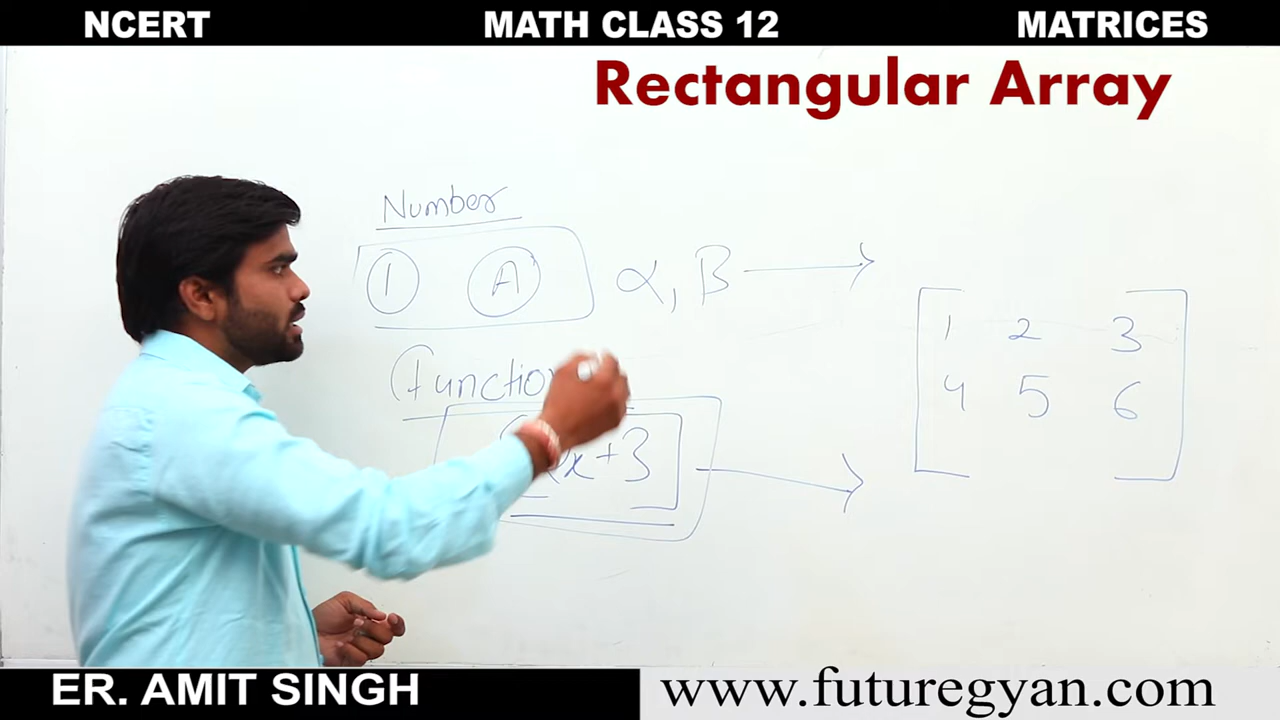 NCERT MATH CLASS 12 MATRICES
Rectangular Array
Number
1 A α, B
1 2 3
4 5 6
Function
x+3
ER. AMIT SINGH www.futuregyan.com